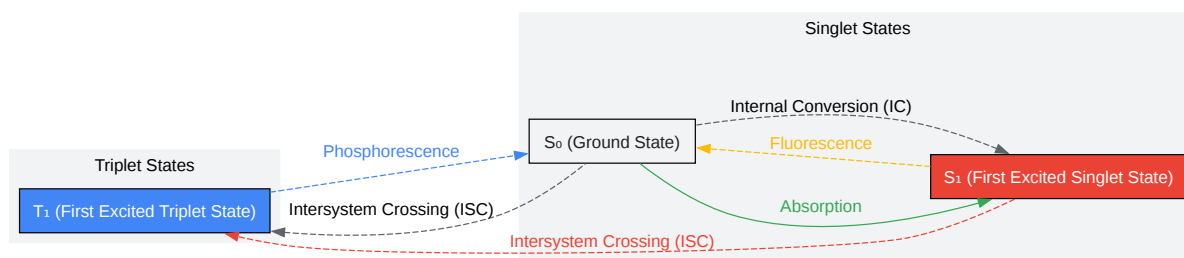 Singlet States
Internal Conversion (IC)
S₀ (Ground State)
Fluorescence
Phosphorescence
Triplet States
S₁ (First Excited Singlet State)
T₁ (First Excited Triplet State)
Intersystem Crossing (ISC)
Absorption
Intersystem Crossing (ISC)